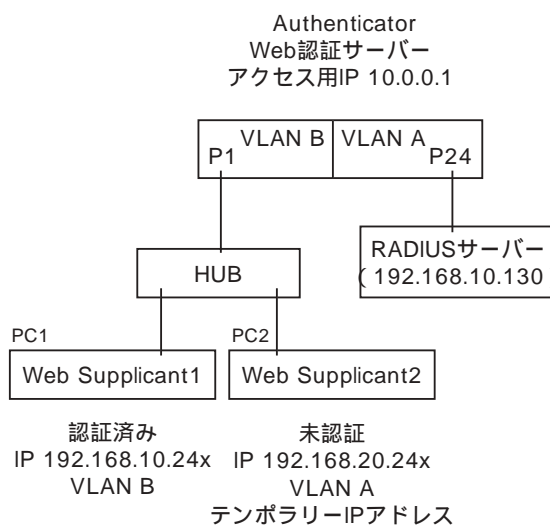 Authenticator
Web認証サーバー
アクセス用IP 10.0.0.1
VLAN B
VLAN A
P1
P24
RADIUSサーバー
( 192.168.10.130
HUB
PC1
PC2
Web Supplicant1
Web Supplicant2
認証済み
IP 192.168.10.24x
VLAN B
未認証
IP 192.168.20.24x
VLAN A
テンポラリーIPアドレス